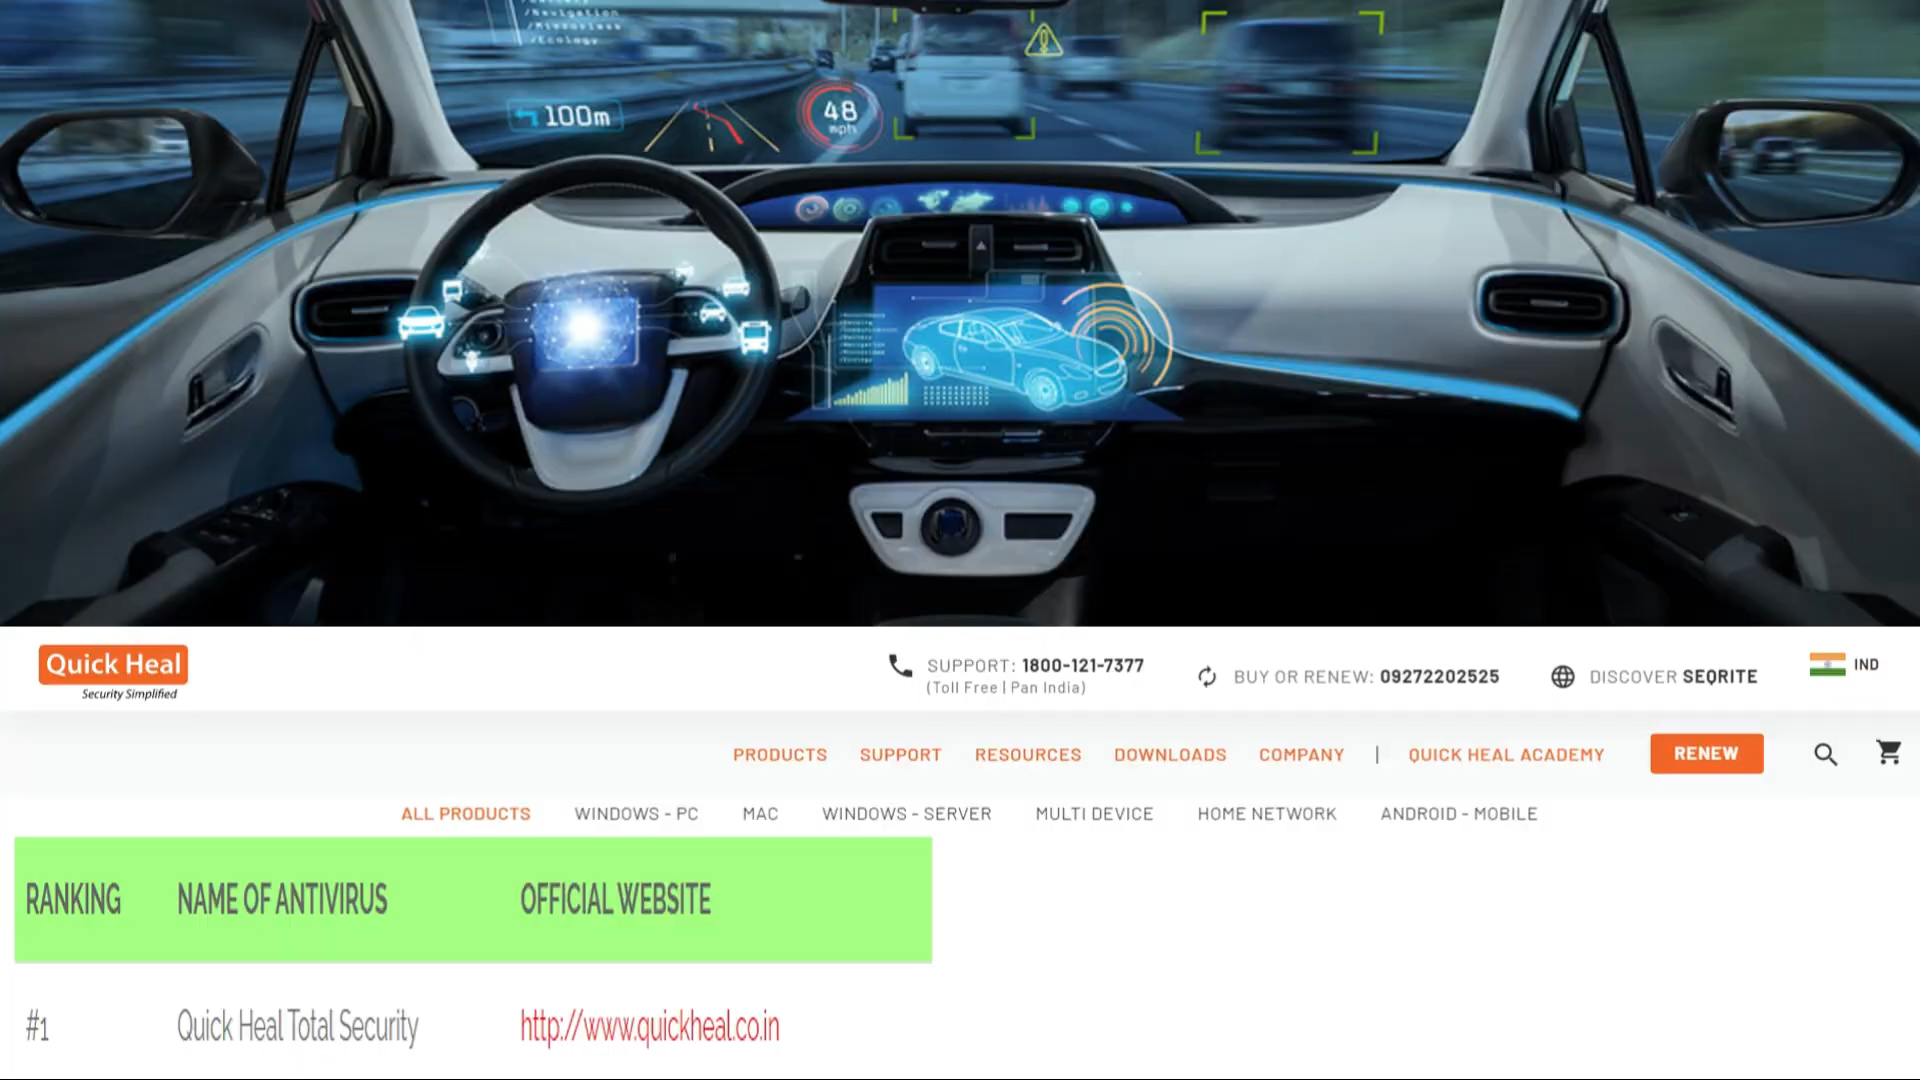 /Navigation
/Mirrorless
/Ecology
100m
48
mph
Quick Heal
Security Simplified
SUPPORT: 1800-121-7377
(Toll Free | Pan India)
BUY OR RENEW: 09272202525
DISCOVER SEQRITE
IND
PRODUCTS SUPPORT RESOURCES DOWNLOADS COMPANY | QUICK HEAL ACADEMY RENEW
ALL PRODUCTS WINDOWS - PC MAC WINDOWS - SERVER MULTI DEVICE HOME NETWORK ANDROID - MOBILE
RANKING NAME OF ANTIVIRUS OFFICIAL WEBSITE
#1 Quick Heal Total Security http://www.quickheal.co.in